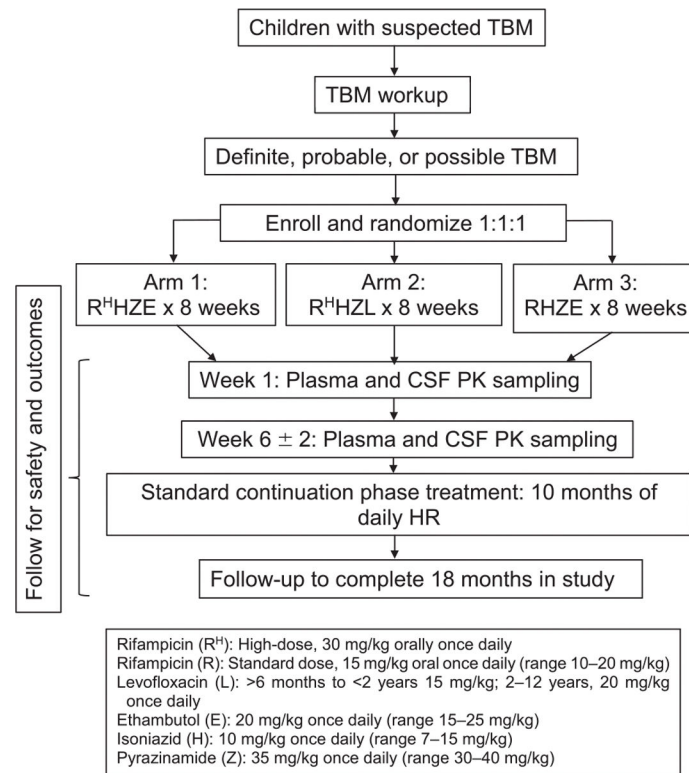 Children with suspected TBM
TBM workup
Definite, probable, or possible TBM
Enroll and randomize 1:1:1
Arm 1:
RᴴHZE x 8 weeks
Arm 2:
RᴴHZL x 8 weeks
Arm 3:
RHZE x 8 weeks
Follow for safety and outcomes
Week 1: Plasma and CSF PK sampling
Week 6 ± 2: Plasma and CSF PK sampling
Standard continuation phase treatment: 10 months of
daily HR
Follow-up to complete 18 months in study
Rifampicin (Rᴴ): High-dose, 30 mg/kg orally once daily
Rifampicin (R): Standard dose, 15 mg/kg oral once daily (range 10–20 mg/kg)
Levofloxacin (L): >6 months to <2 years 15 mg/kg; 2–12 years, 20 mg/kg
once daily
Ethambutol (E): 20 mg/kg once daily (range 15–25 mg/kg)
Isoniazid (H): 10 mg/kg once daily (range 7–15 mg/kg)
Pyrazinamide (Z): 35 mg/kg once daily (range 30–40 mg/kg)